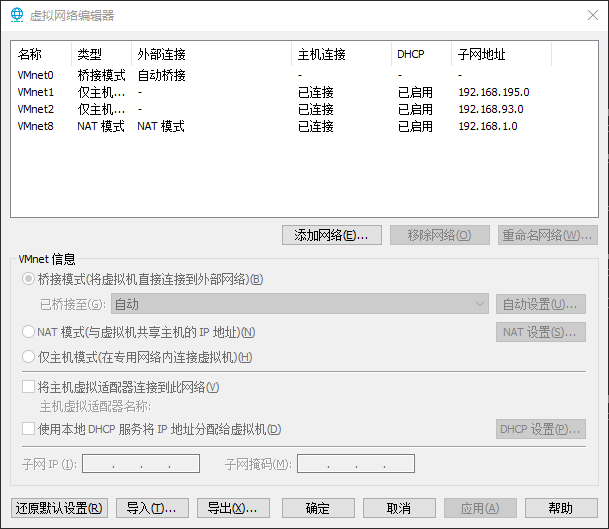 虚拟网络编辑器
名称 类型 外部连接 主机连接 DHCP 子网地址
VMnet0 桥接模式 自动桥接 - - -
VMnet1 仅主机... - 已连接 已启用 192.168.195.0
VMnet2 仅主机... - 已连接 已启用 192.168.93.0
VMnet8 NAT 模式 NAT 模式 已连接 已启用 192.168.1.0
添加网络(E)... 移除网络(O) 重命名网络(W)...
VMnet 信息
桥接模式(将虚拟机直接连接到外部网络)(B)
已桥接至(G): 自动 自动设置(U)...
NAT 模式(与虚拟机共享主机的 IP 地址)(N) NAT 设置(S)...
仅主机模式(在专用网络内连接虚拟机)(H)
将主机虚拟适配器连接到此网络(V)
主机虚拟适配器名称:
使用本地 DHCP 服务将 IP 地址分配给虚拟机(D) DHCP 设置(P)...
子网 IP (I): . . . 子网掩码(M): . . .
还原默认设置(R) 导入(T)... 导出(X)... 确定 取消 应用(A) 帮助